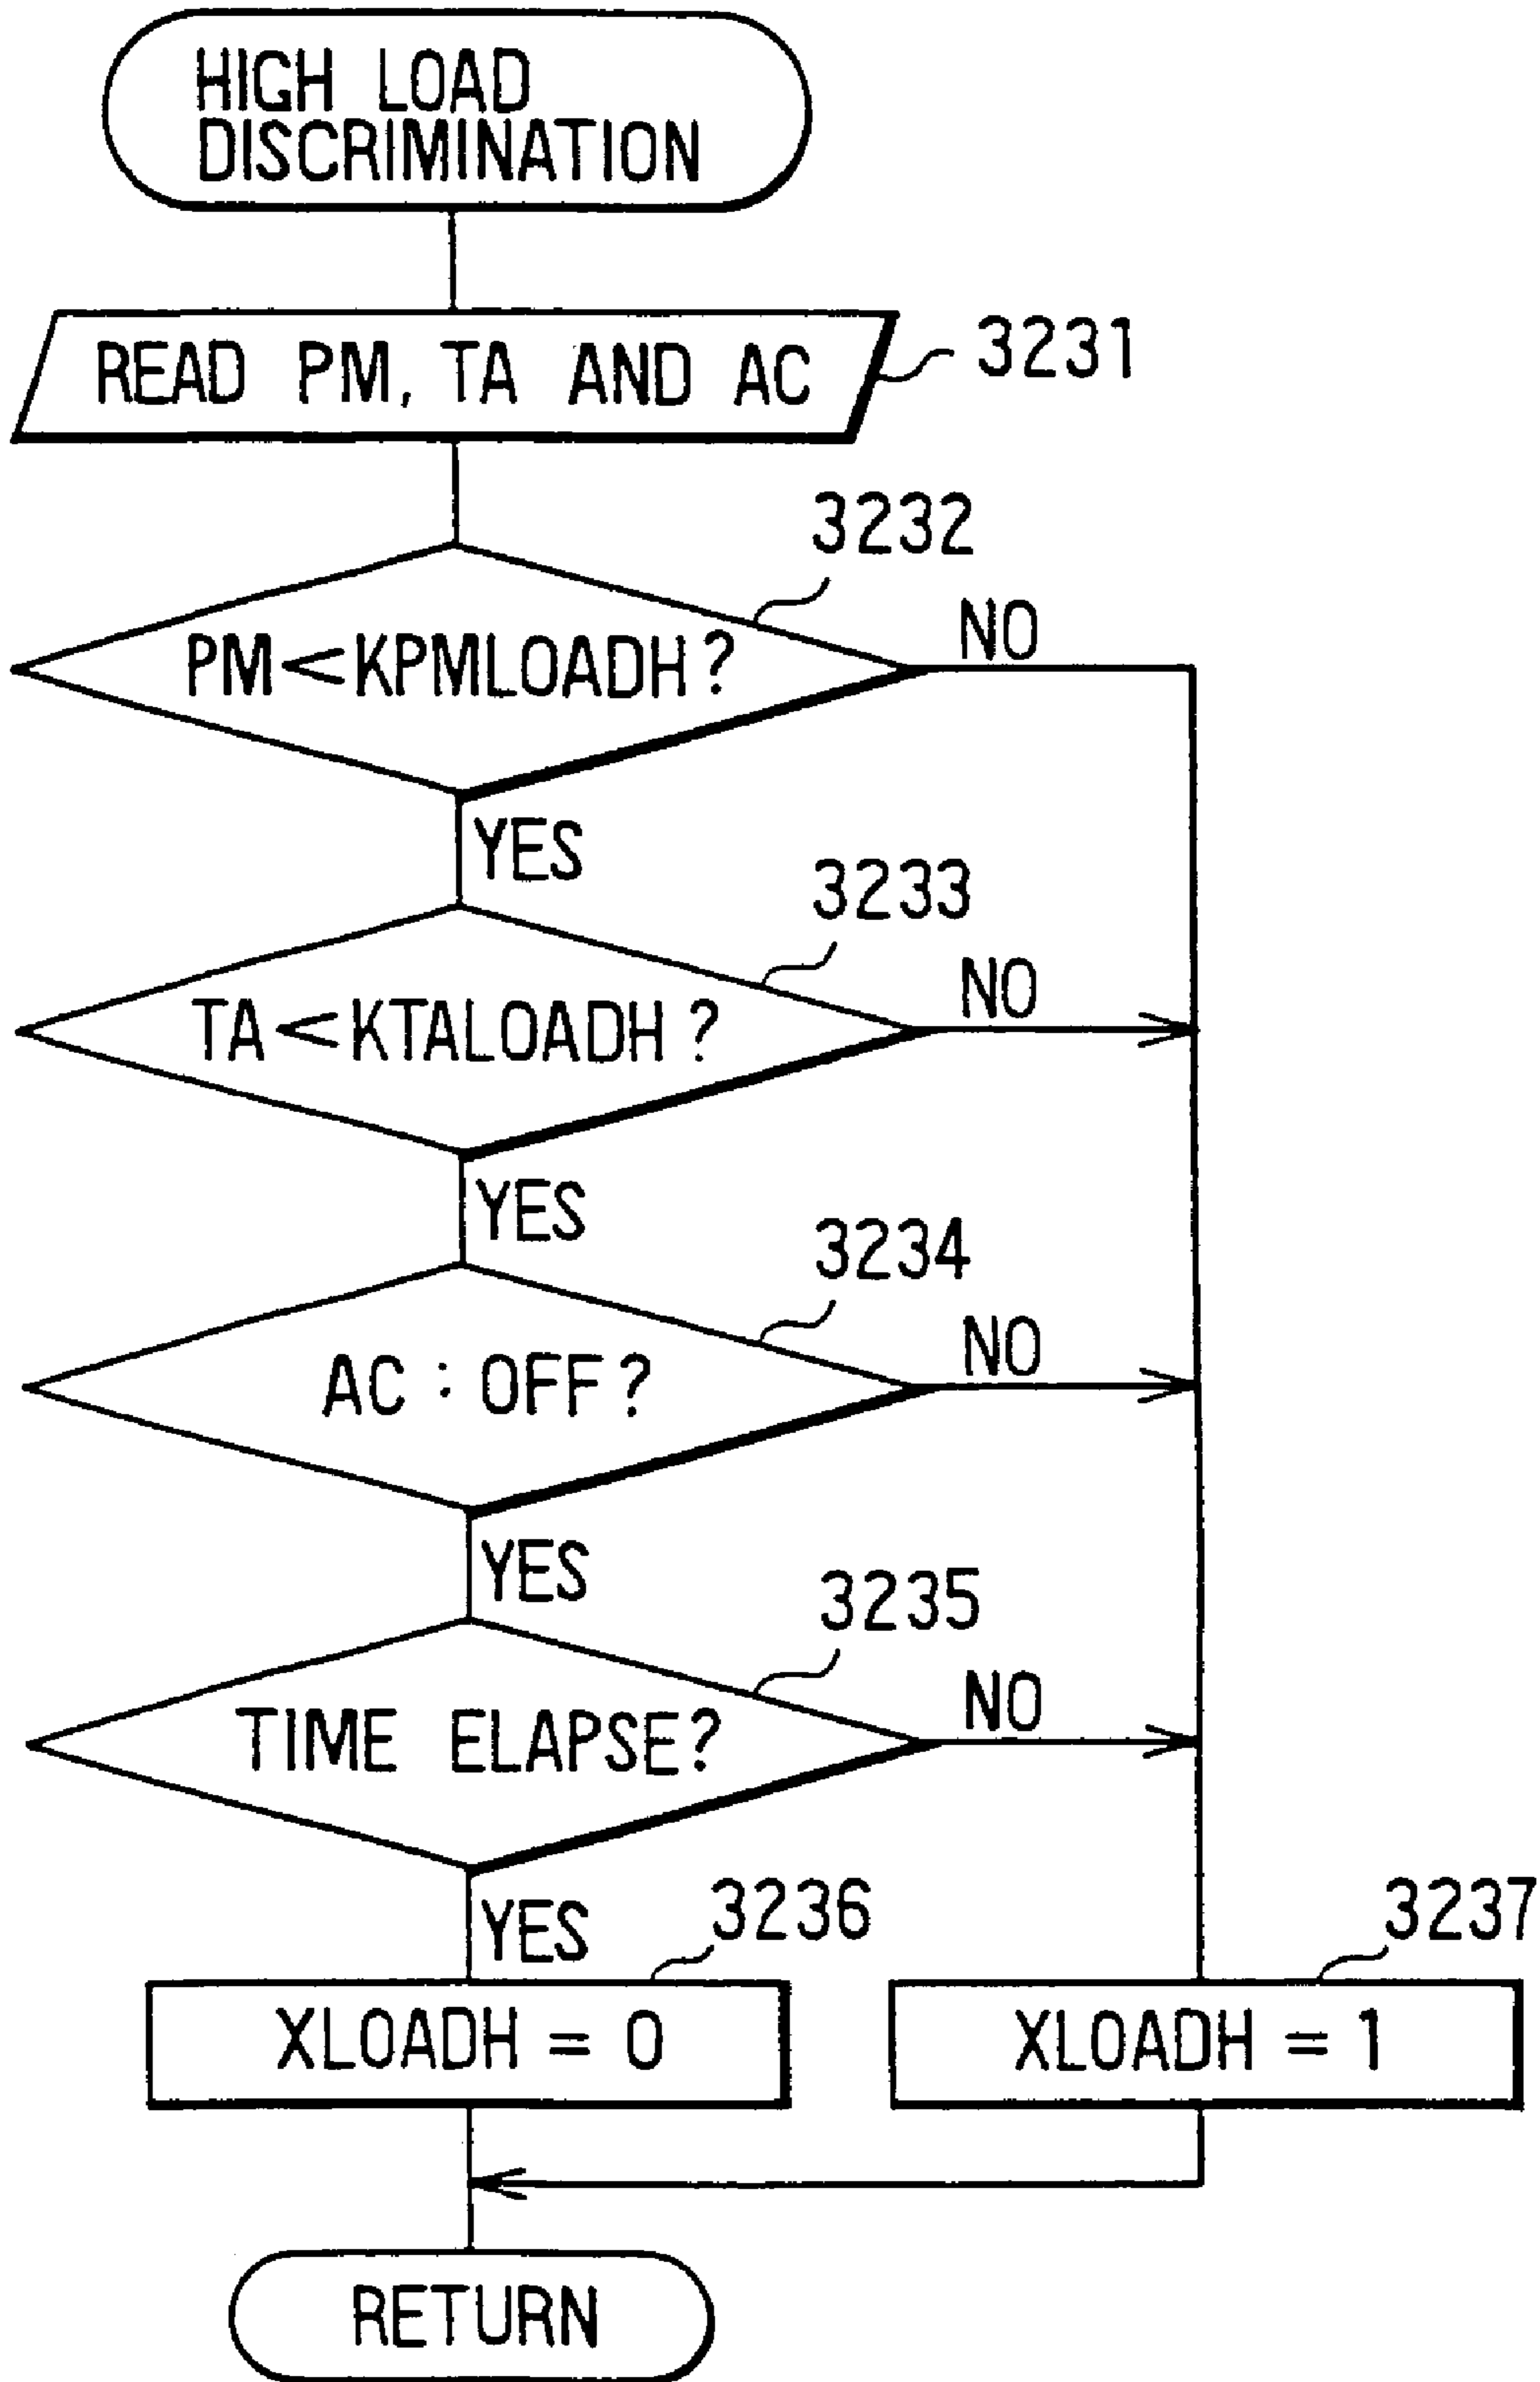 HIGH LOAD
DISCRIMINATION
READ PM, TA AND AC
3231
3232
PM<KPMLOADH?
NO
YES
3233
TA<KTALOADH?
NO
YES
3234
AC:OFF?
NO
YES
3235
TIME ELAPSE?
NO
YES
3236
3237
XLOADH = 0
XLOADH = 1
RETURN